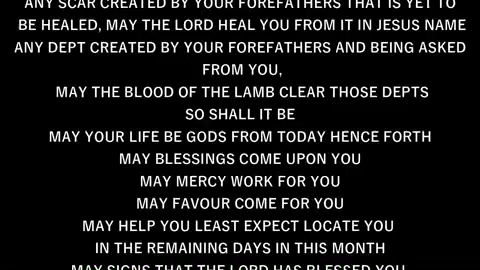 ANY SCAR CREATED BY YOUR FOREFATHERS THAT IS YET TO
BE HEALED, MAY THE LORD HEAL YOU FROM IT IN JESUS NAME
ANY DEPT CREATED BY YOUR FOREFATHERS AND BEING ASKED
FROM YOU,
MAY THE BLOOD OF THE LAMB CLEAR THOSE DEPTS
SO SHALL IT BE
MAY YOUR LIFE BE GODS FROM TODAY HENCE FORTH
MAY BLESSINGS COME UPON YOU
MAY MERCY WORK FOR YOU
MAY FAVOUR COME FOR YOU
MAY HELP YOU LEAST EXPECT LOCATE YOU
IN THE REMAINING DAYS IN THIS MONTH
MAY SIGNS THAT THE LORD HAS BLESSED YOU